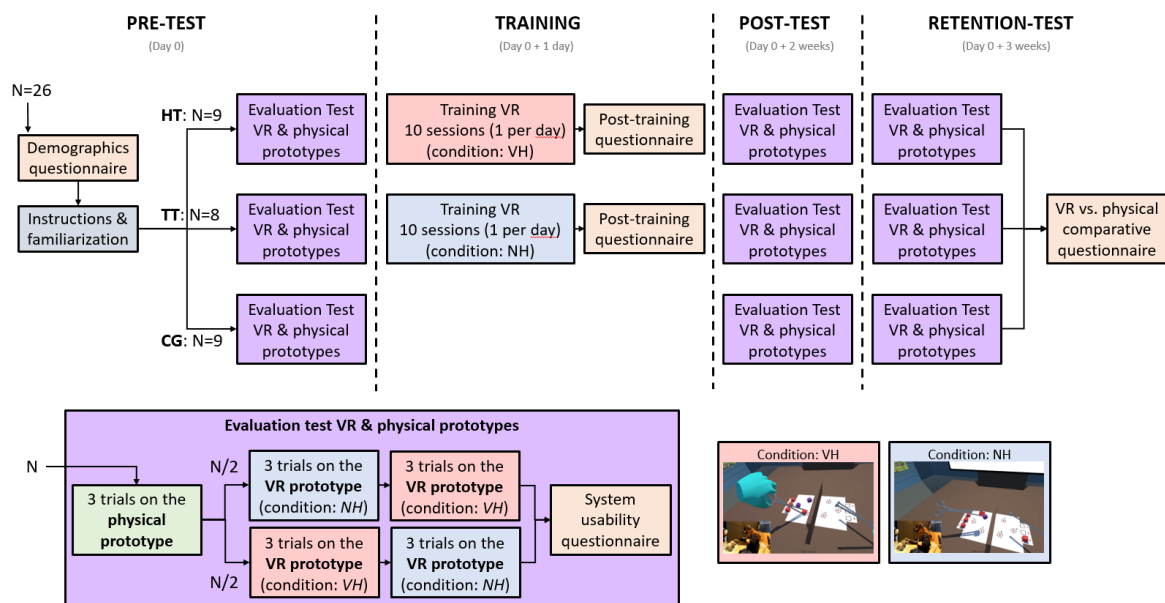 PRE-TEST
(Day 0)
TRAINING
(Day 0 + 1 day)
POST-TEST
(Day 0 + 2 weeks)
RETENTION-TEST
(Day 0 + 3 weeks)
N=26
Demographics
questionnaire
Instructions &
familiarization
HT: N=9
TT: N=8
CG: N=9
Evaluation Test
VR & physical
prototypes
Evaluation Test
VR & physical
prototypes
Evaluation Test
VR & physical
prototypes
Training VR
10 sessions (1 per day)
(condition: VH)
Post-training
questionnaire
Training VR
10 sessions (1 per day)
(condition: NH)
Post-training
questionnaire
Evaluation Test
VR & physical
prototypes
Evaluation Test
VR & physical
prototypes
Evaluation Test
VR & physical
prototypes
Evaluation Test
VR & physical
prototypes
Evaluation Test
VR & physical
prototypes
Evaluation Test
VR & physical
prototypes
VR vs. physical
comparative
questionnaire
Evaluation test VR & physical prototypes
N
3 trials on the
physical
prototype
N/2
3 trials on the
VR prototype
(condition: NH)
3 trials on the
VR prototype
(condition: VH)
N/2
3 trials on the
VR prototype
(condition: VH)
3 trials on the
VR prototype
(condition: NH)
System
usability
questionnaire
Condition: VH
Condition: NH